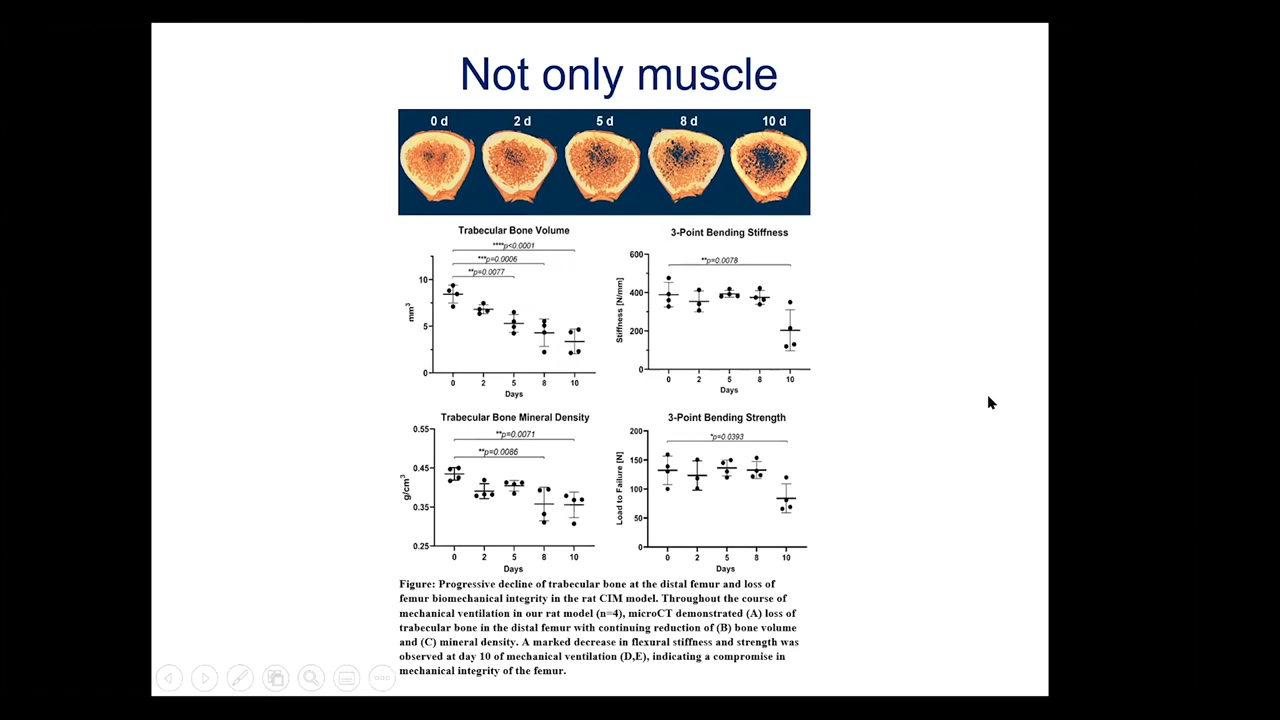 Not only muscle
0 d 2 d 5 d 8 d 10 d
Trabecular Bone Volume
****p<0.0001
***p=0.0006
**p=0.0077
10
5
0
mm³
0 2 5 8 10
Days
3-Point Bending Stiffness
**p=0.0078
600
400
200
0
Stiffness [N/mm]
0 2 5 8 10
Days
Trabecular Bone Mineral Density
**p=0.0071
**p=0.0086
0.55
0.45
0.35
0.25
g/cm³
0 2 5 8 10
Days
3-Point Bending Strength
*p=0.0393
200
150
100
50
0
Load to Failure [N]
0 2 5 8 10
Days
Figure: Progressive decline of trabecular bone at the distal femur and loss of
femur biomechanical integrity in the rat CIM model. Throughout the course of
mechanical ventilation in our rat model (n=4), microCT demonstrated (A) loss of
trabecular bone in the distal femur with continuing reduction of (B) bone volume
and (C) mineral density. A marked decrease in flexural stiffness and strength was
observed at day 10 of mechanical ventilation (D,E), indicating a compromise in
mechanical integrity of the femur.